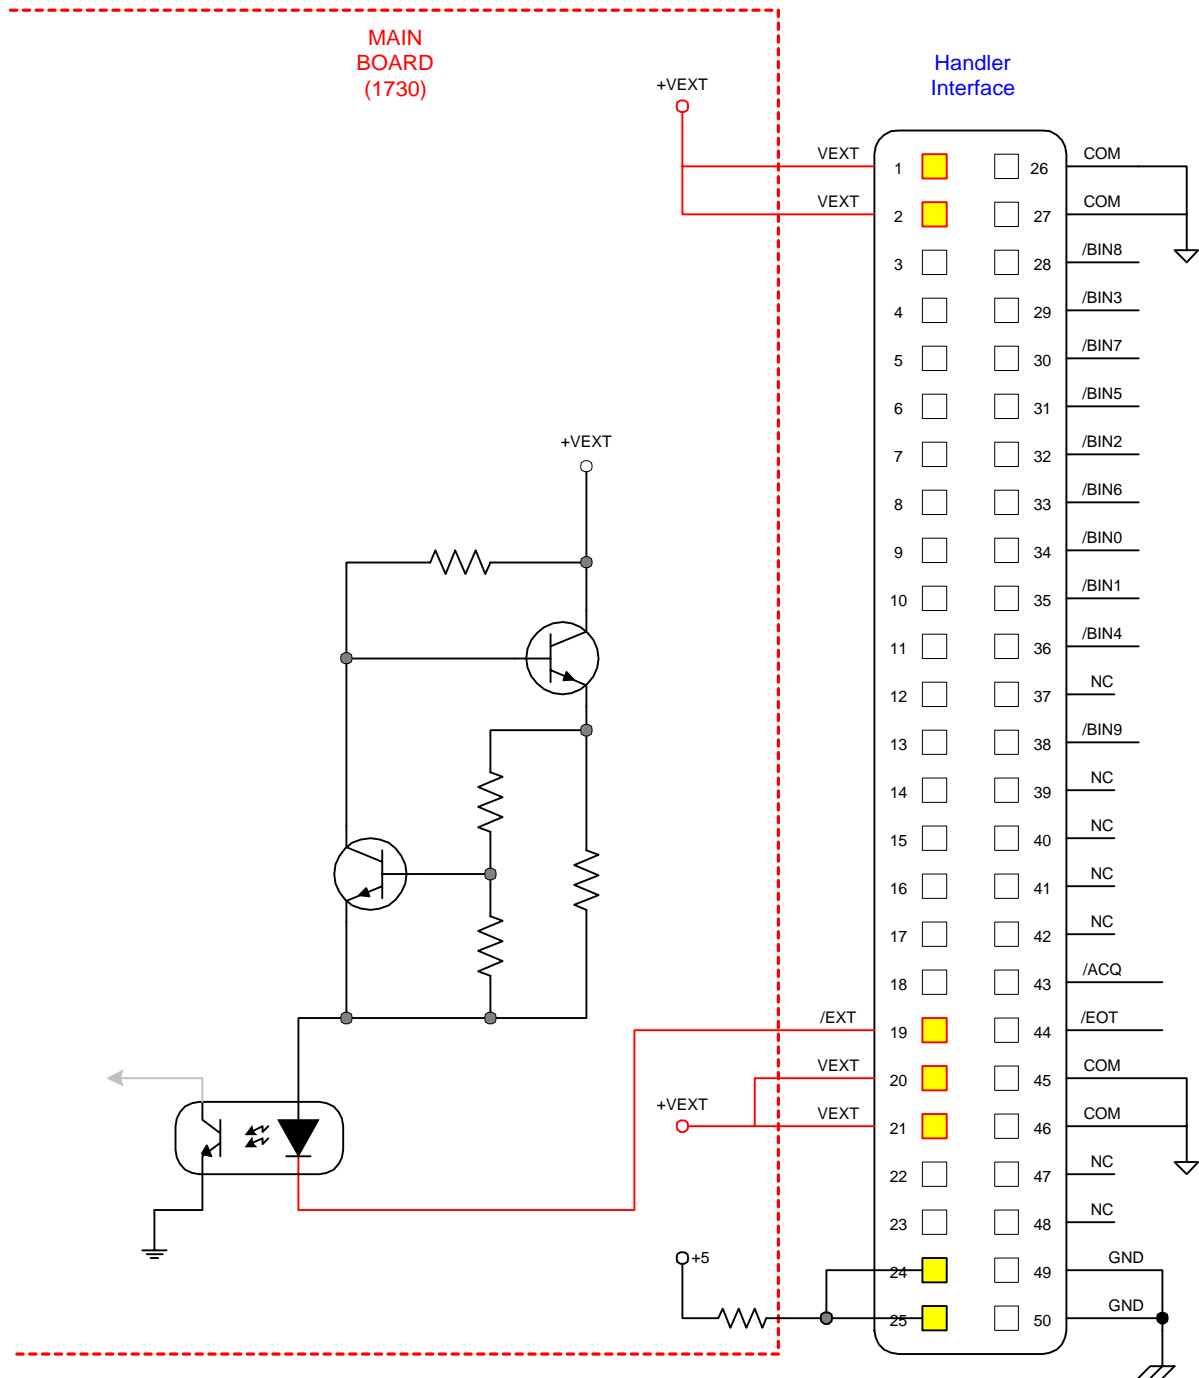 MAIN
BOARD
(1730)
Handler
Interface
+VEXT
VEXT 1 26 COM
VEXT 2 27 COM
3 28 /BIN8
4 29 /BIN3
5 30 /BIN7
6 31 /BIN5
+VEXT
7 32 /BIN2
8 33 /BIN6
9 34 /BIN0
10 35 /BIN1
11 36 /BIN4
12 37 NC
13 38 /BIN9
14 39 NC
15 40 NC
16 41 NC
17 42 NC
18 43 /ACQ
/EXT 19 44 /EOT
VEXT 20 45 COM
+VEXT
VEXT 21 46 COM
22 47 NC
23 48 NC
+5
24 49 GND
25 50 GND